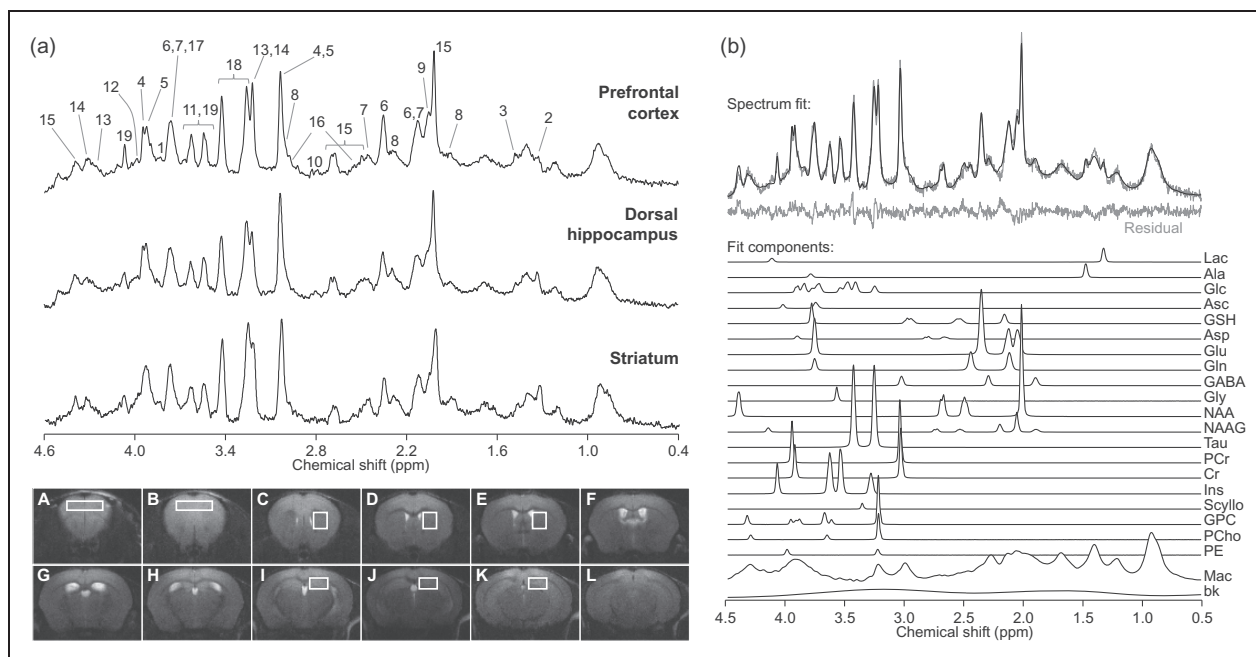 (a)
6,7,17
12
4
5
18
13,14
4,5
15
9
14
13
15
19
1
11,19
8
16
10
15
7
6
8
6,7
8
3
2
Prefrontal
cortex
Dorsal
hippocampus
Striatum
4.6 4.0 3.4 2.8 2.2 1.6 1.0 0.4
Chemical shift (ppm)
A B C D E F
G H I J K L
(b)
Spectrum fit:
Residual
Fit components:
Lac
Ala
Glc
Asc
GSH
Asp
Glu
Gln
GABA
Gly
NAA
NAAG
Tau
PCr
Cr
Ins
Scyllo
GPC
PCho
PE
Mac
bk
4.5 4.0 3.5 3.0 2.5 2.0 1.5 1.0 0.5
Chemical shift (ppm)